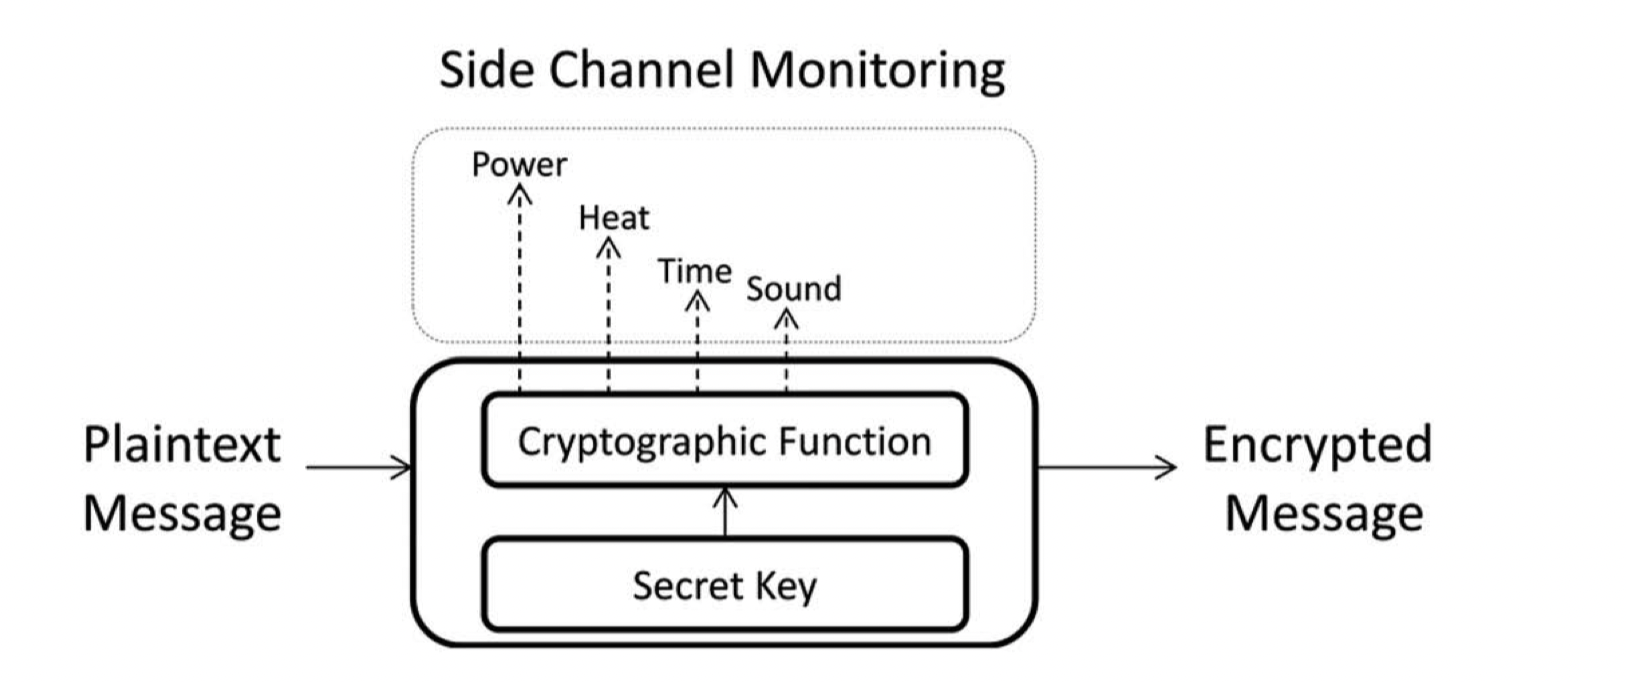 Side Channel Monitoring
Power
Heat
Time
Sound
Plaintext
Message
Cryptographic Function
Secret Key
Encrypted
Message